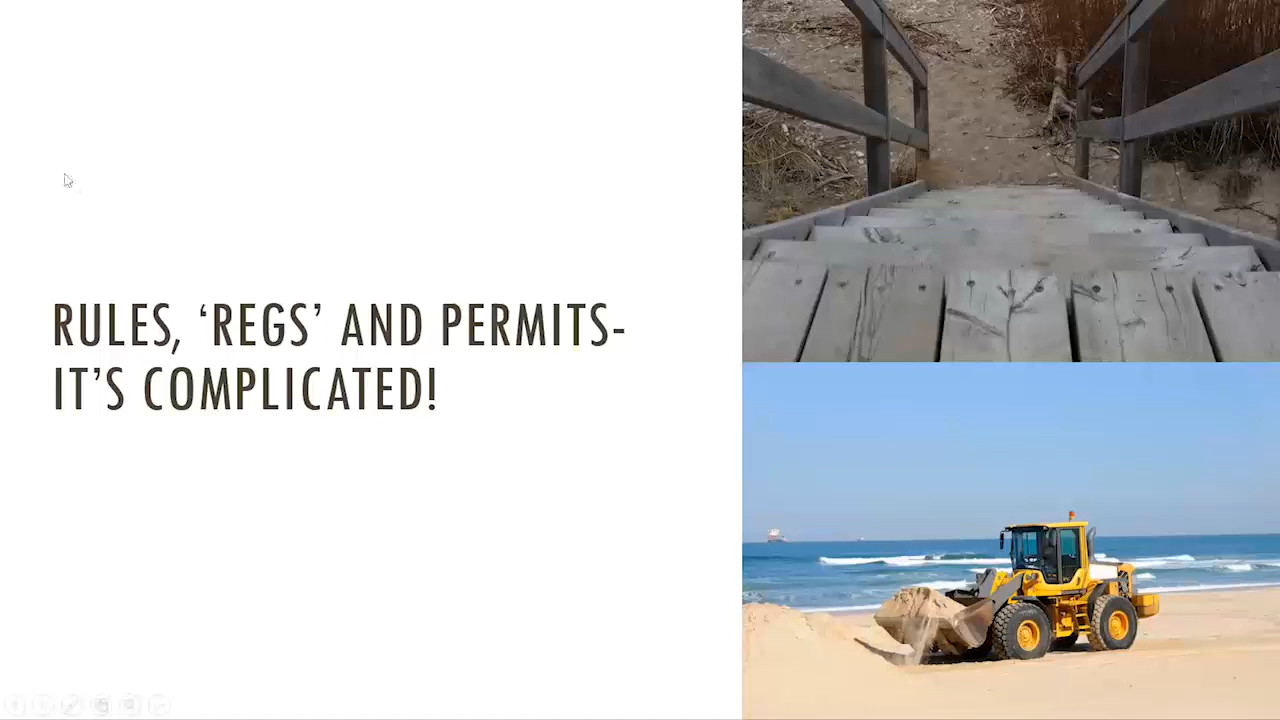 RULES, ‘REGS’ AND PERMITS-
IT’S COMPLICATED!